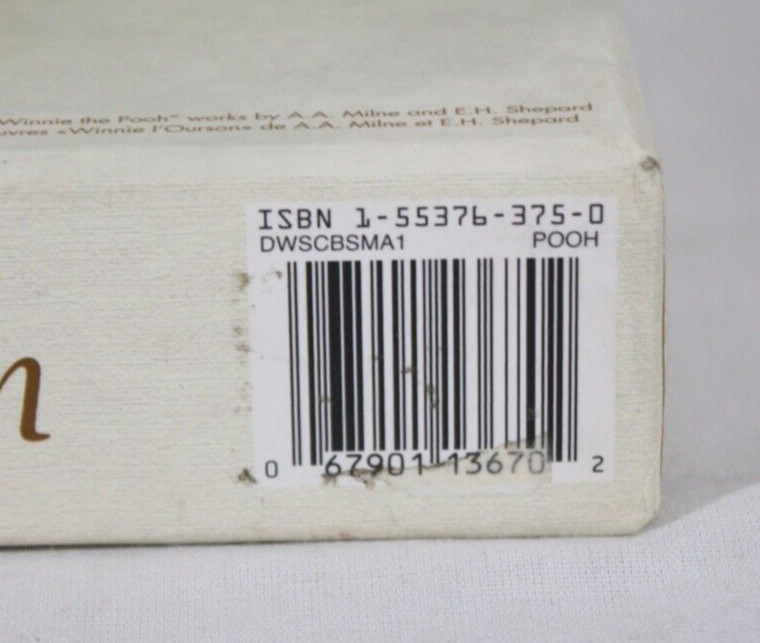 Winnie the Pooh" works by A.A. Milne and E.H. Shepard
uvres «Winnie l'Ourson» de A.A. Milne et E.H. Shepard
ISBN 1-55376-375-0
DWSCBSMA1 POOH
n
0 67901 13670 2